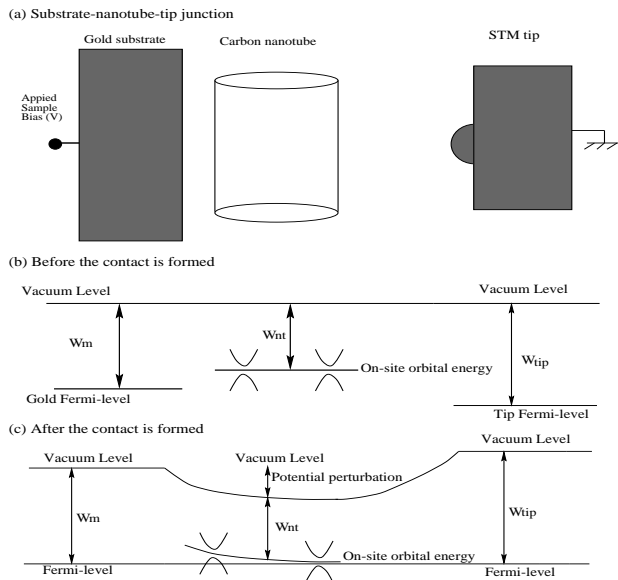 (a) Substrate-nanotube-tip junction
Gold substrate
Carbon nanotube
STM tip
Appied
Sample
Bias (V)
(b) Before the contact is formed
Vacuum Level
Vacuum Level
Wm
Wnt
Wtip
On-site orbital energy
Gold Fermi-level
Tip Fermi-level
(c) After the contact is formed
Vacuum Level
Vacuum Level
Vacuum Level
Potential perturbation
Wm
Wnt
Wtip
On-site orbital energy
Fermi-level
Fermi-level